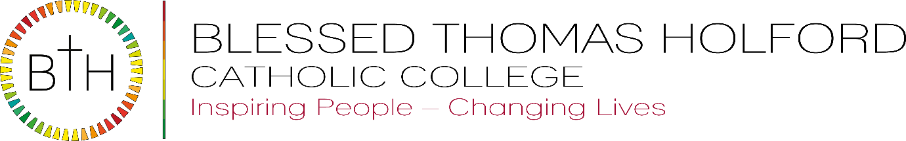 BTH
BLESSED THOMAS HOLFORD
CATHOLIC COLLEGE
Inspiring People – Changing Lives